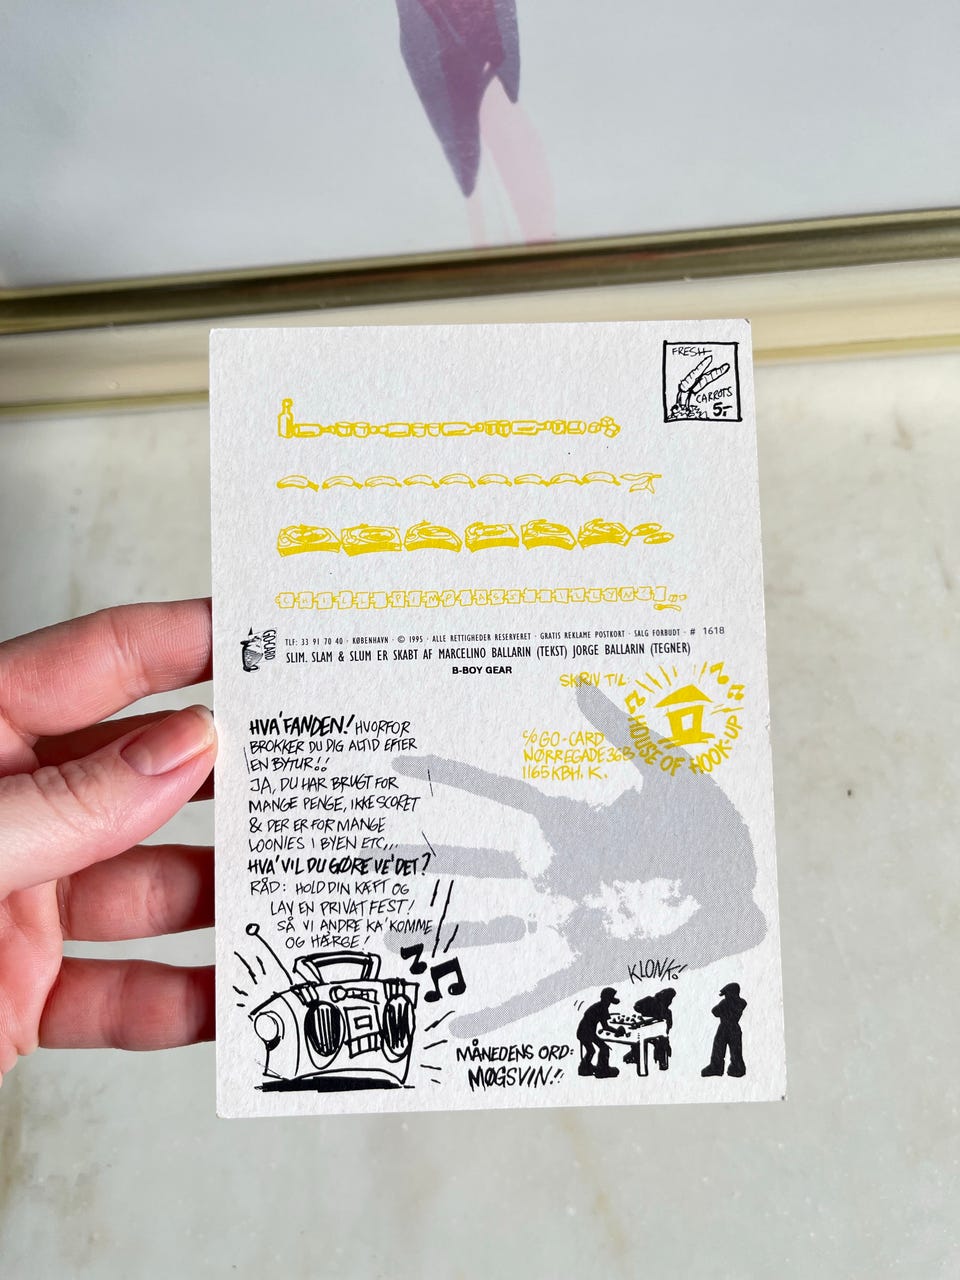 FRESH
CARROTS
5,-
GO-CARD
TLF: 33 91 70 40 · KØBENHAVN · © 1995 · ALLE RETTIGHEDER RESERVERET · GRATIS REKLAME POSTKORT · SALG FORBUDT · # 1618
SLIM. SLAM & SLUM ER SKABT AF MARCELINO BALLARIN (TEKST) JORGE BALLARIN (TEGNER)
B-BOY GEAR
SKRIV TIL:
HOUSE OF HOOK-UP
C/O GO-CARD
NØRREGADE 36B
1165 KBH. K.
HVA' FANDEN! HVORFOR
BROKKER DU DIG ALTID EFTER
EN BYTUR!!
JA, DU HAR BRUGT FOR
MANGE PENGE, IKKE SCORET
& DER ER FOR MANGE
LOONIES I BYEN ETC,,,
HVA' VIL DU GØRE VE' DET?
RÅD: HOLD DIN KÆFT OG
LAV EN PRIVATFEST!
SÅ VI ANDRE KA' KOMME
OG HÆRGE!
KLONK!
MÅNEDENS ORD:
MØGSVIN!!